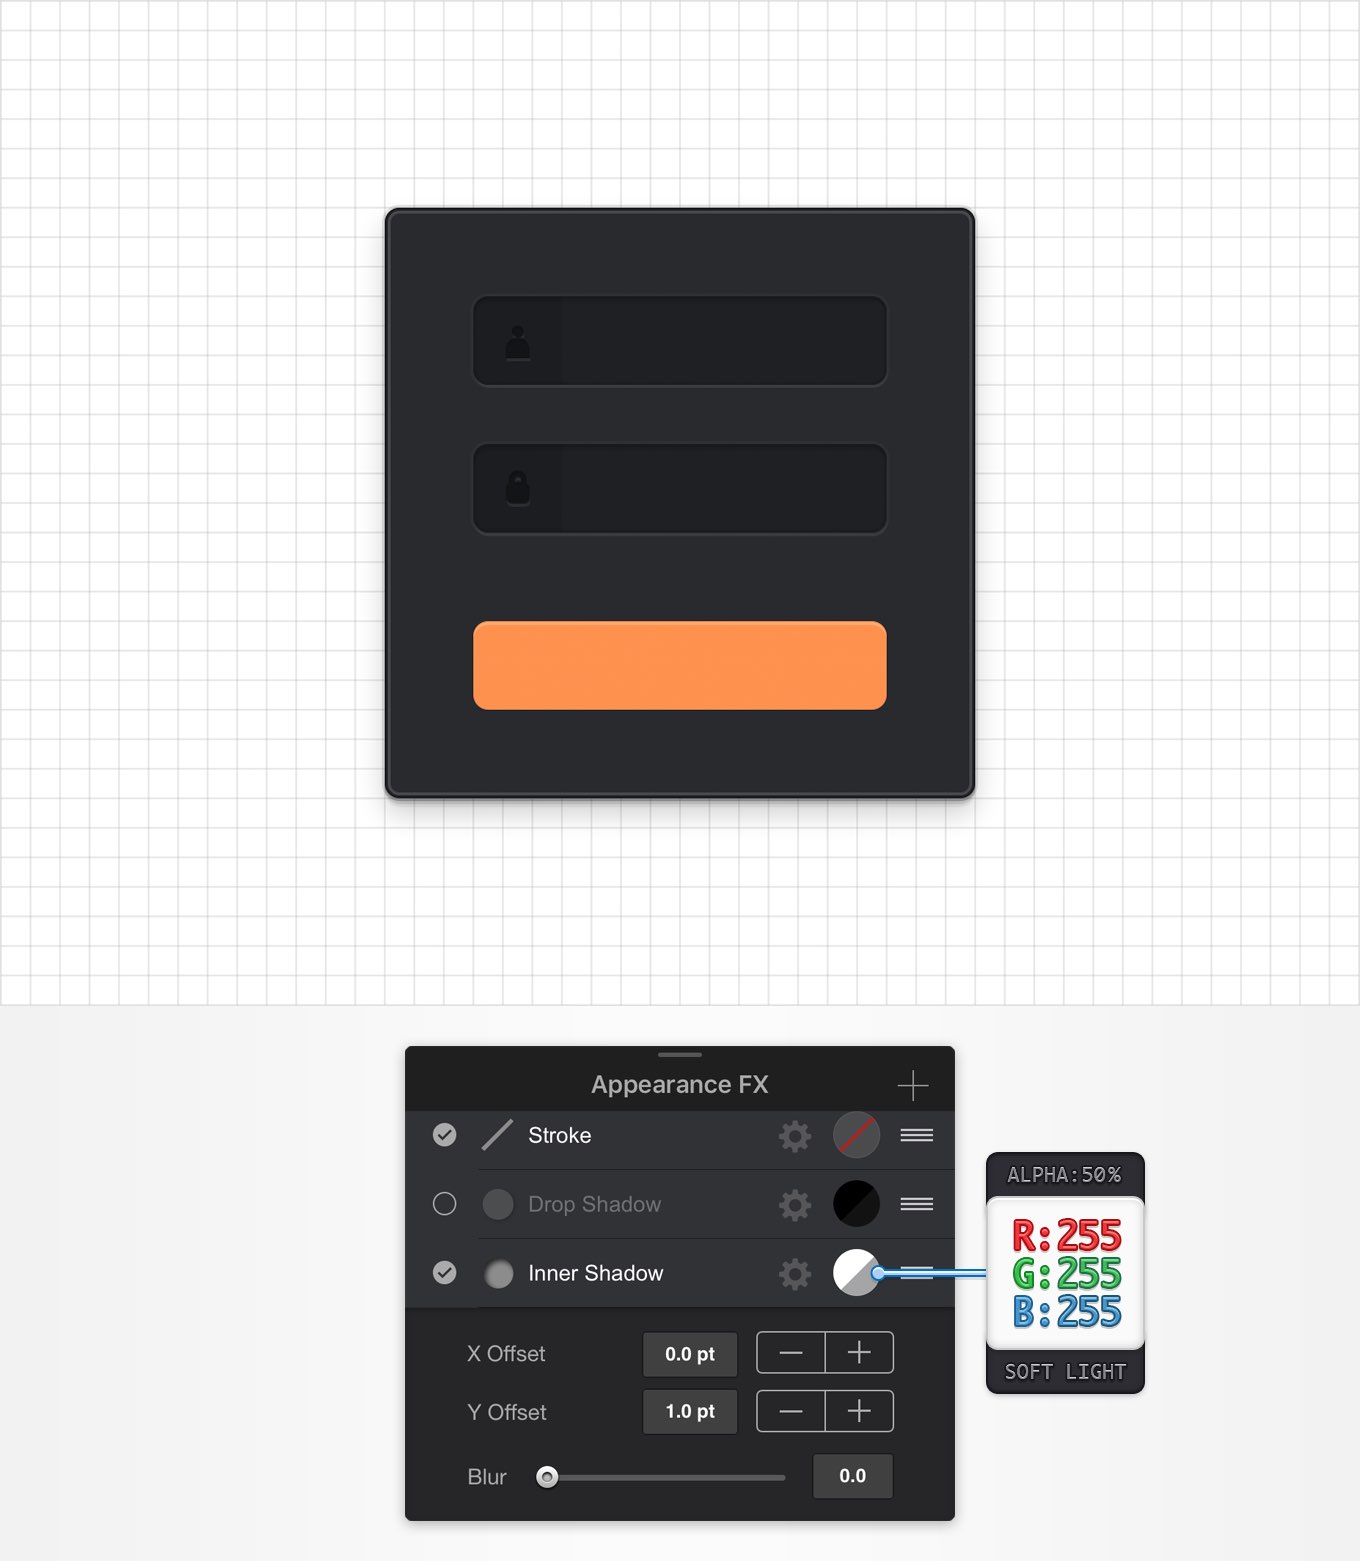 Appearance FX
Stroke
Drop Shadow
Inner Shadow
X Offset 0.0 pt
Y Offset 1.0 pt
Blur 0.0
ALPHA:50%
R:255
G:255
B:255
SOFT LIGHT